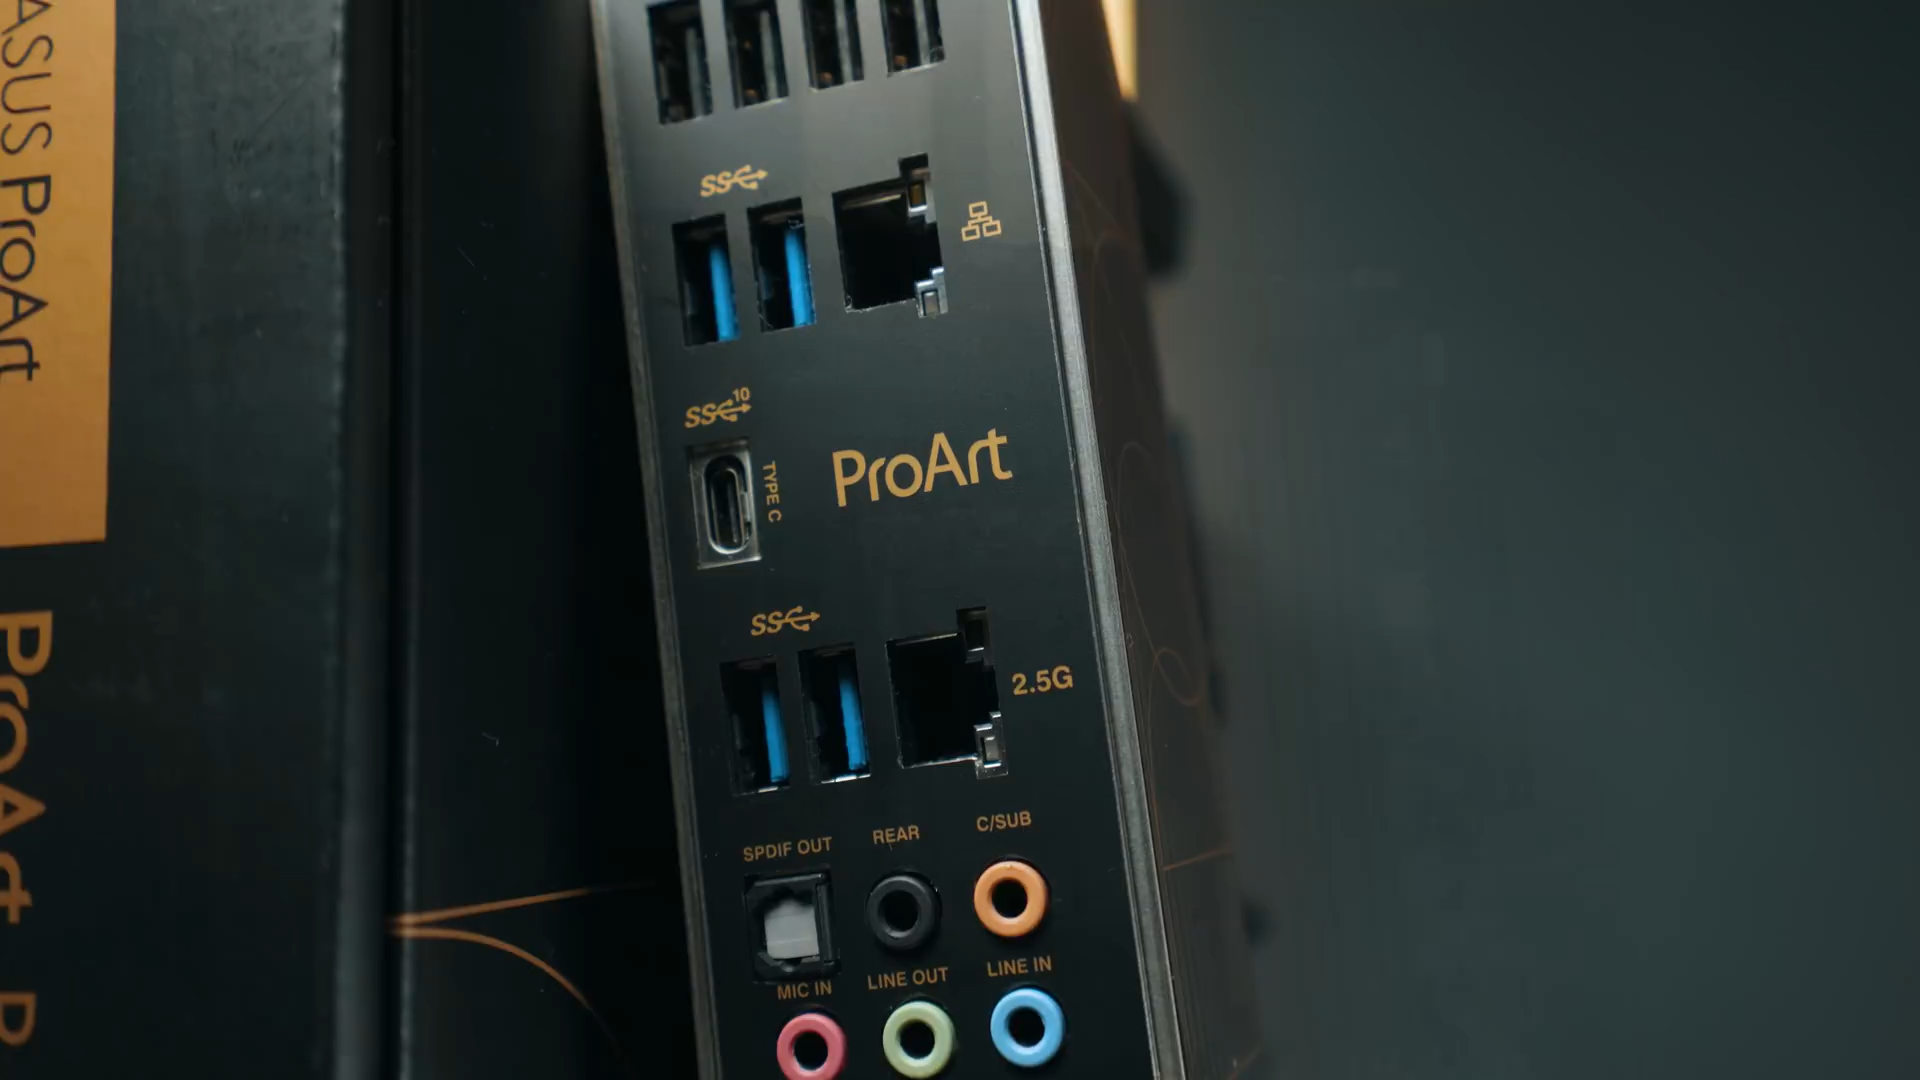 ASUS ProArt
ProArt B
SS
SS 10
TYPE C
ProArt
SS
2.5G
SPDIF OUT
REAR
C/SUB
MIC IN
LINE OUT
LINE IN